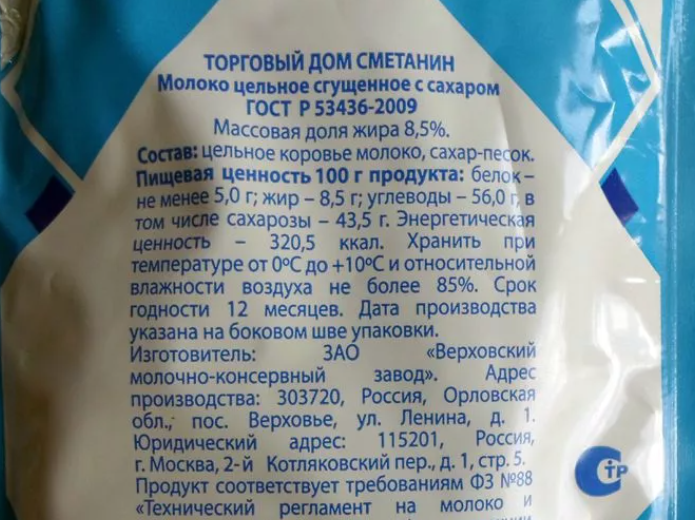 ТОРГОВЫЙ ДОМ СМЕТАНИН
Молоко цельное сгущенное с сахаром
ГОСТ Р 53436-2009
Массовая доля жира 8,5%.
Состав: цельное коровье молоко, сахар-песок.
Пищевая ценность 100 г продукта: белок –
не менее 5,0 г; жир – 8,5 г; углеводы – 56,0 г, в
том числе сахарозы – 43,5 г. Энергетическая
ценность – 320,5 ккал. Хранить при
температуре от 0ºС до +10ºС и относительной
влажности воздуха не более 85%. Срок
годности 12 месяцев. Дата производства
указана на боковом шве упаковки.
Изготовитель: ЗАО «Верховский
молочно-консервный завод». Адрес
производства: 303720, Россия, Орловская
обл., пос. Верховье, ул. Ленина, д. 1.
Юридический адрес: 115201, Россия,
г. Москва, 2-й Котляковский пер., д. 1, стр. 5.
Продукт соответствует требованиям ФЗ №88
«Технический регламент на молоко и
СТР